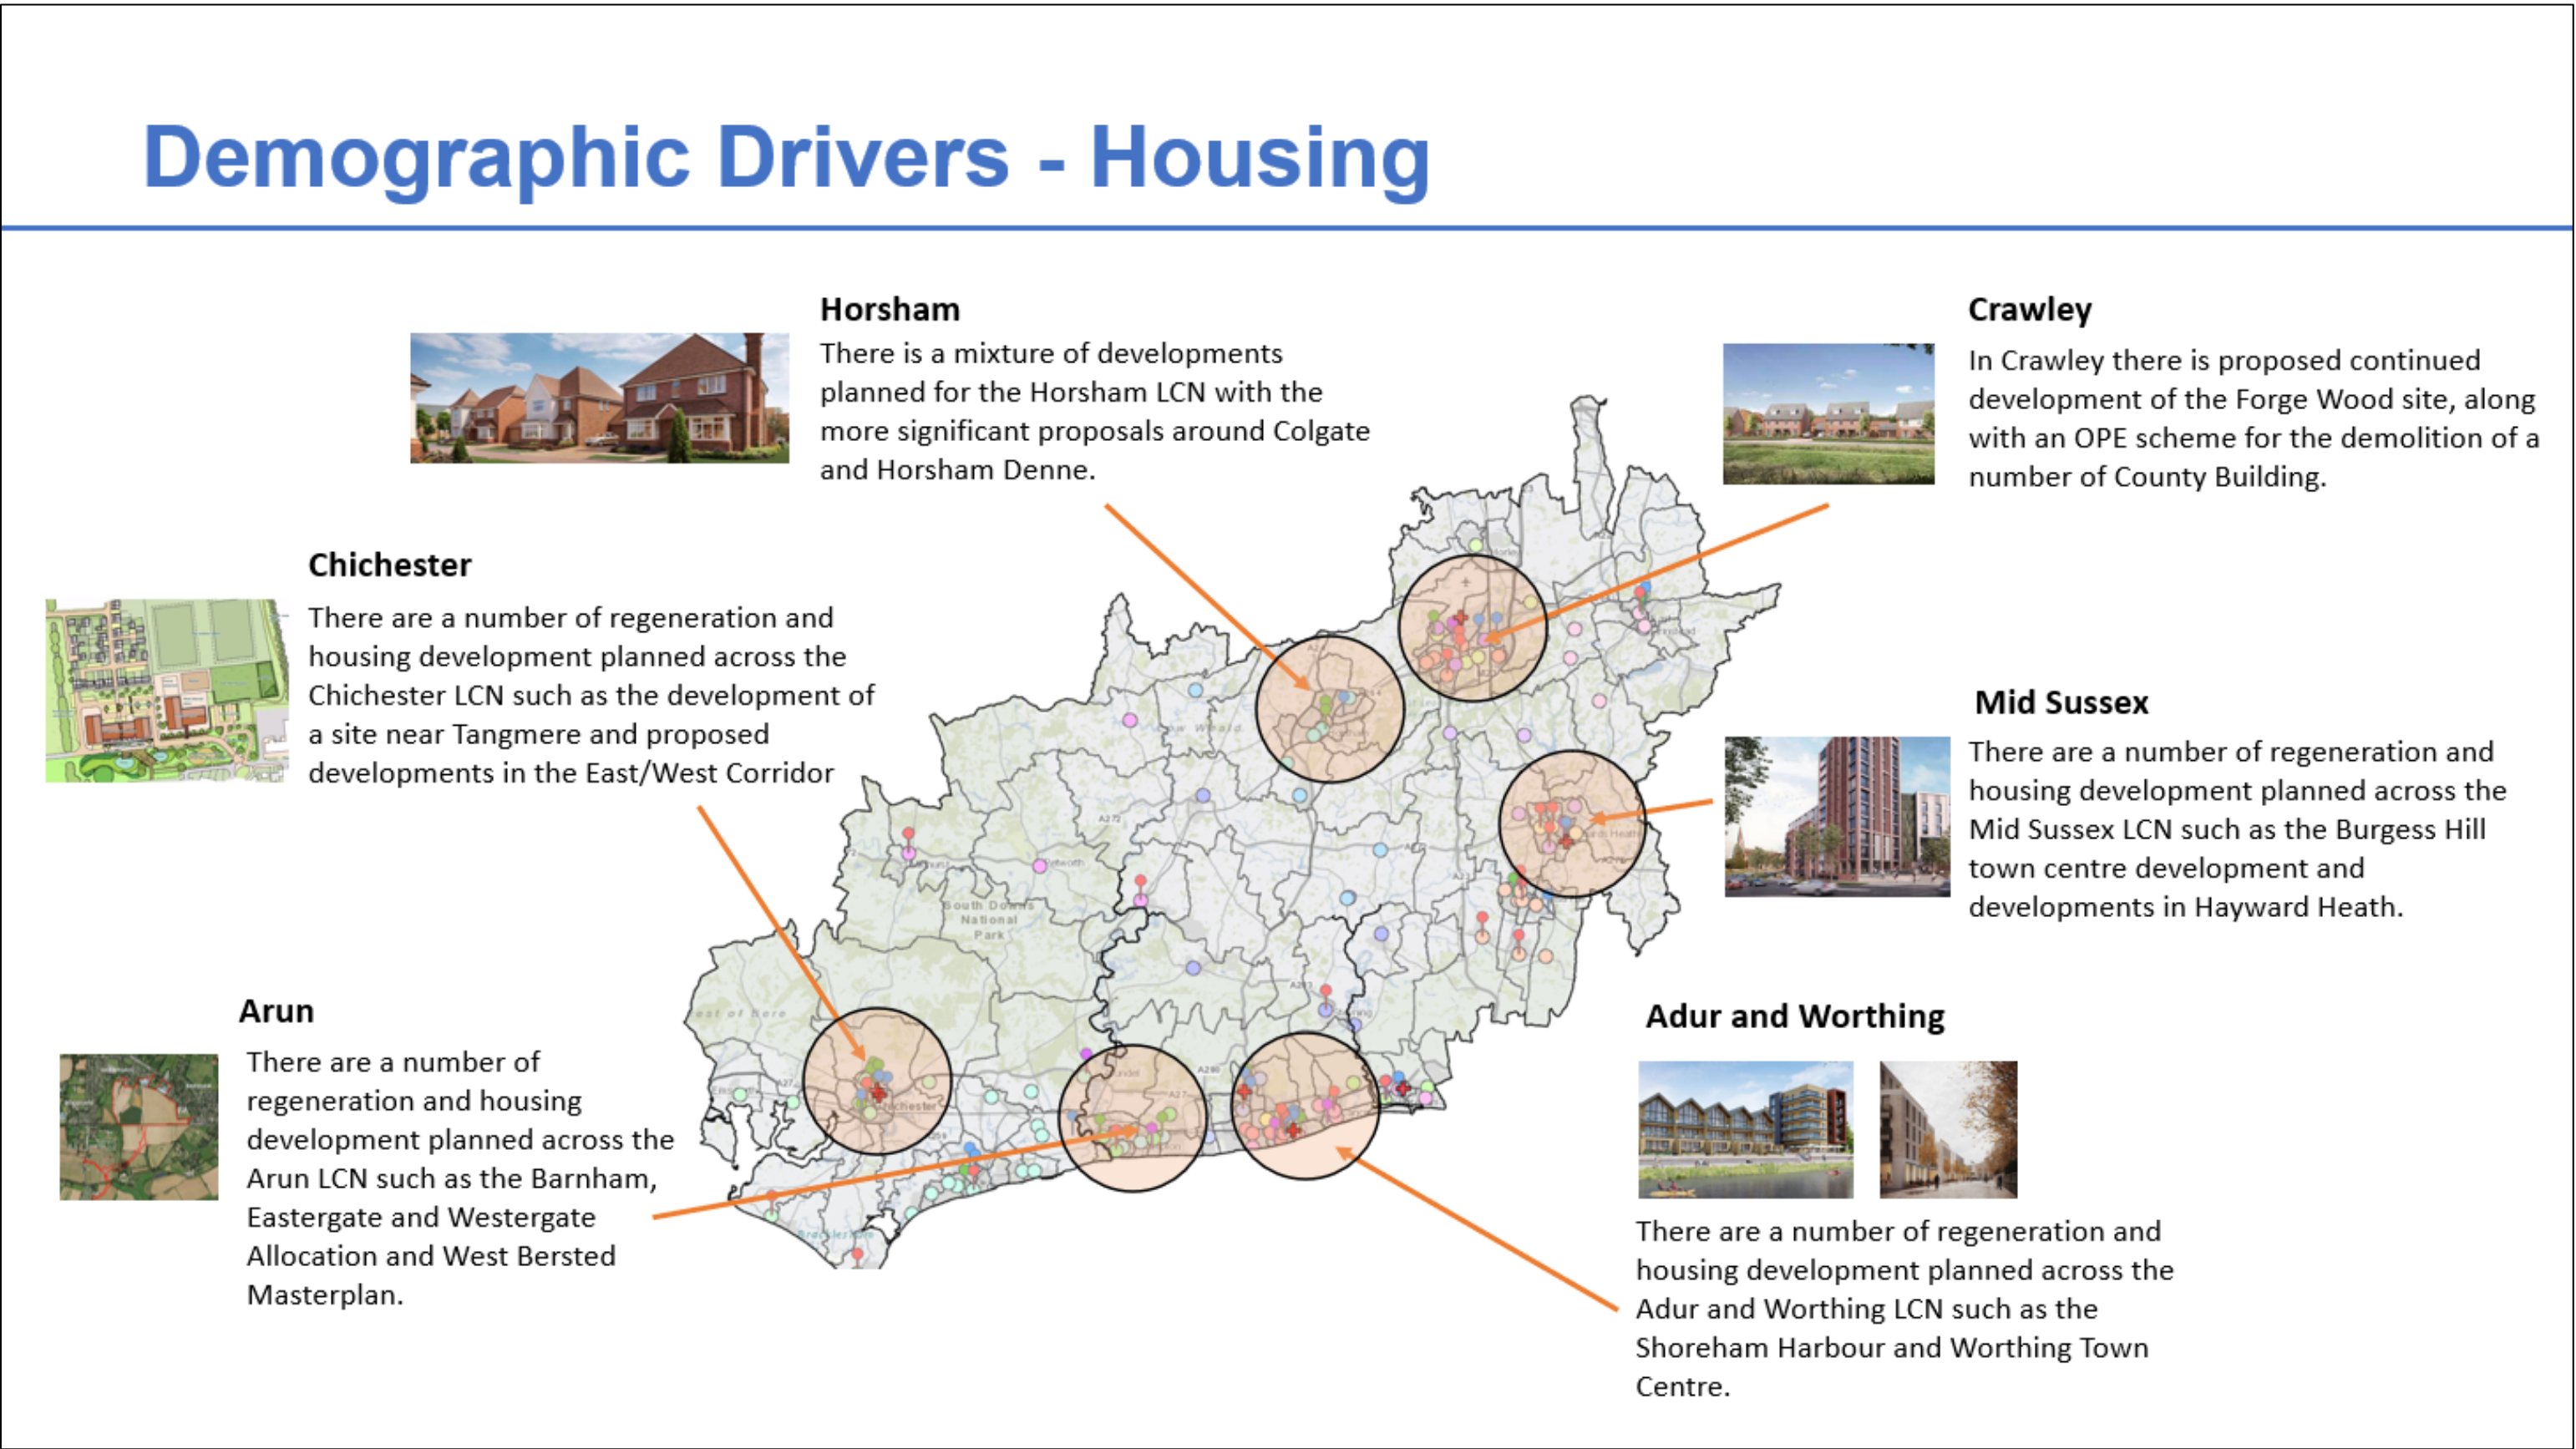 Demographic Drivers - Housing
Horsham
There is a mixture of developments
planned for the Horsham LCN with the
more significant proposals around Colgate
and Horsham Denne.
Crawley
In Crawley there is proposed continued
development of the Forge Wood site, along
with an OPE scheme for the demolition of a
number of County Building.
Chichester
There are a number of regeneration and
housing development planned across the
Chichester LCN such as the development of
a site near Tangmere and proposed
developments in the East/West Corridor
Mid Sussex
There are a number of regeneration and
housing development planned across the
Mid Sussex LCN such as the Burgess Hill
town centre development and
developments in Hayward Heath.
Arun
There are a number of
regeneration and housing
development planned across the
Arun LCN such as the Barnham,
Eastergate and Westergate
Allocation and West Bersted
Masterplan.
Adur and Worthing
There are a number of regeneration and
housing development planned across the
Adur and Worthing LCN such as the
Shoreham Harbour and Worthing Town
Centre.
A272
South Downs
National
Park
A27
A280